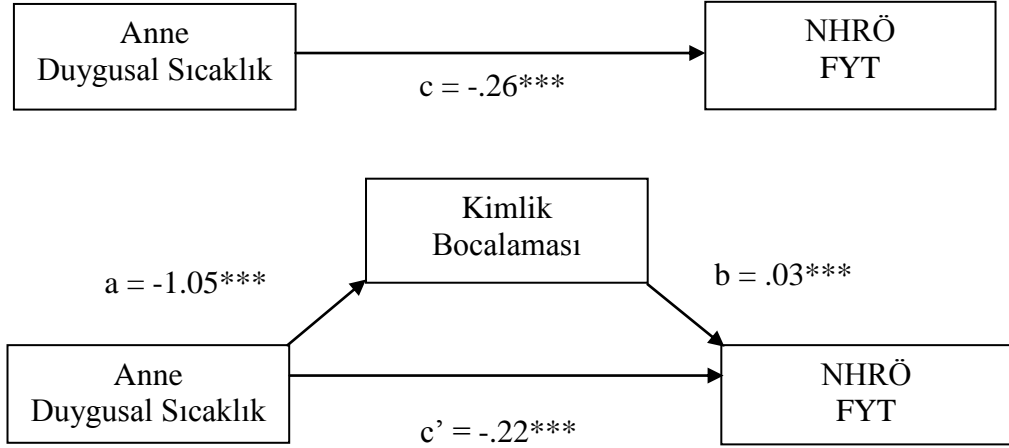 Anne
Duygusal Sıcaklık
NHRÖ
FYT
c = -.26***
Kimlik
Bocalaması
a = -1.05***
b = .03***
Anne
Duygusal Sıcaklık
NHRÖ
FYT
c’ = -.22***